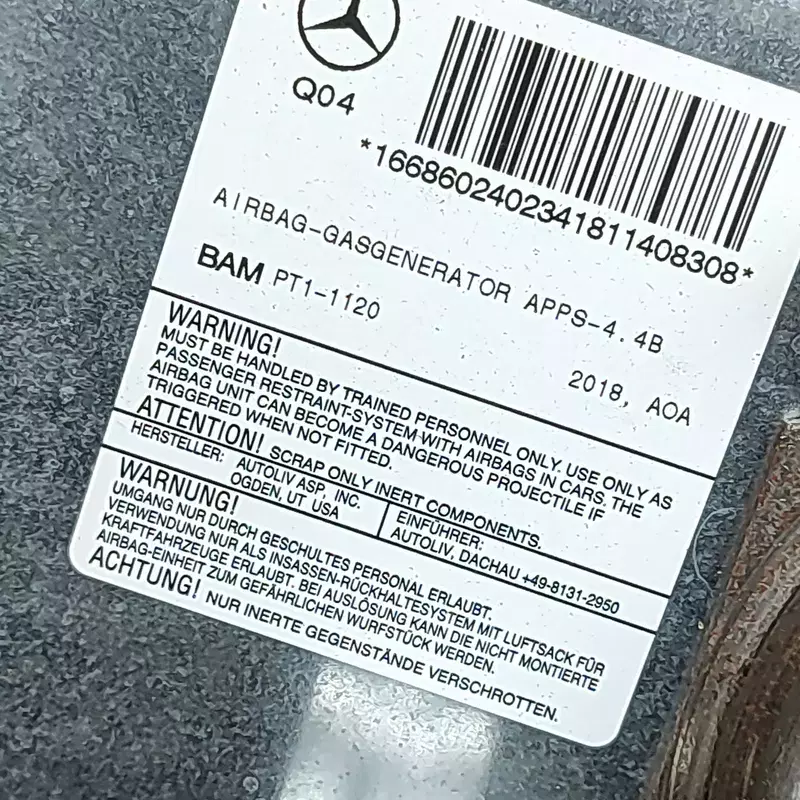 Q04
*166860240234181140830​8*
AIRBAG-GASGENERATOR APPS-4.4B
BAM PT1-1120
2018, AOA
WARNING!
MUST BE HANDLED BY TRAINED PERSONNEL ONLY. USE ONLY AS
PASSENGER RESTRAINT-SYSTEM WITH AIRBAGS IN CARS. THE
AIRBAG UNIT CAN BECOME A DANGEROUS PROJECTILE IF
TRIGGERED WHEN NOT FITTED.
ATTENTION! SCRAP ONLY INERT COMPONENTS.
HERSTELLER: AUTOLIV ASP, INC.
OGDEN, UT USA
EINFÜHRER:
AUTOLIV, DACHAU +49-8131-2950
WARNUNG!
UMGANG NUR DURCH GESCHULTES PERSONAL ERLAUBT.
VERWENDUNG NUR ALS INSASSEN-RÜCKHALTESYSTEM MIT LUFTSACK FÜR
KRAFTFAHRZEUGE ERLAUBT. BEI AUSLÖSUNG KANN DIE NICHT MONTIERTE
AIRBAG-EINHEIT ZUM GEFÄHRLICHEN WURFSTÜCK WERDEN.
ACHTUNG! NUR INERTE GEGENSTÄNDE VERSCHROTTEN.